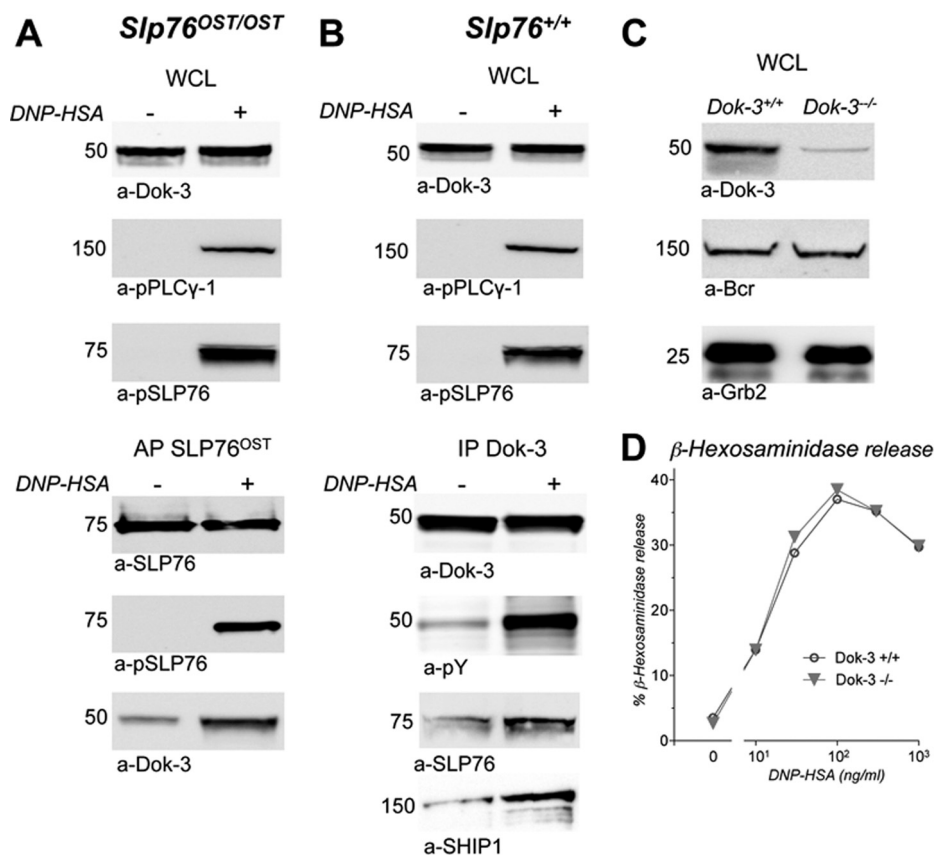 A
Slp76OST/OST
WCL
DNP-HSA - +
50
a-Dok-3
150
a-pPLCγ-1
75
a-pSLP76
AP SLP76OST
DNP-HSA - +
75
a-SLP76
75
a-pSLP76
50
a-Dok-3
B
Slp76+/+
WCL
DNP-HSA - +
50
a-Dok-3
150
a-pPLCγ-1
75
a-pSLP76
IP Dok-3
DNP-HSA - +
50
a-Dok-3
50
a-pY
75
a-SLP76
150
a-SHIP1
C
WCL
Dok-3+/+ Dok-3--/-
50
a-Dok-3
150
a-Bcr
25
a-Grb2
D β-Hexosaminidase release
% β-Hexosaminidase release
40
30
20
10
0
Dok-3 +/+
Dok-3 -/-
0 10¹ 10² 10³
DNP-HSA (ng/ml)